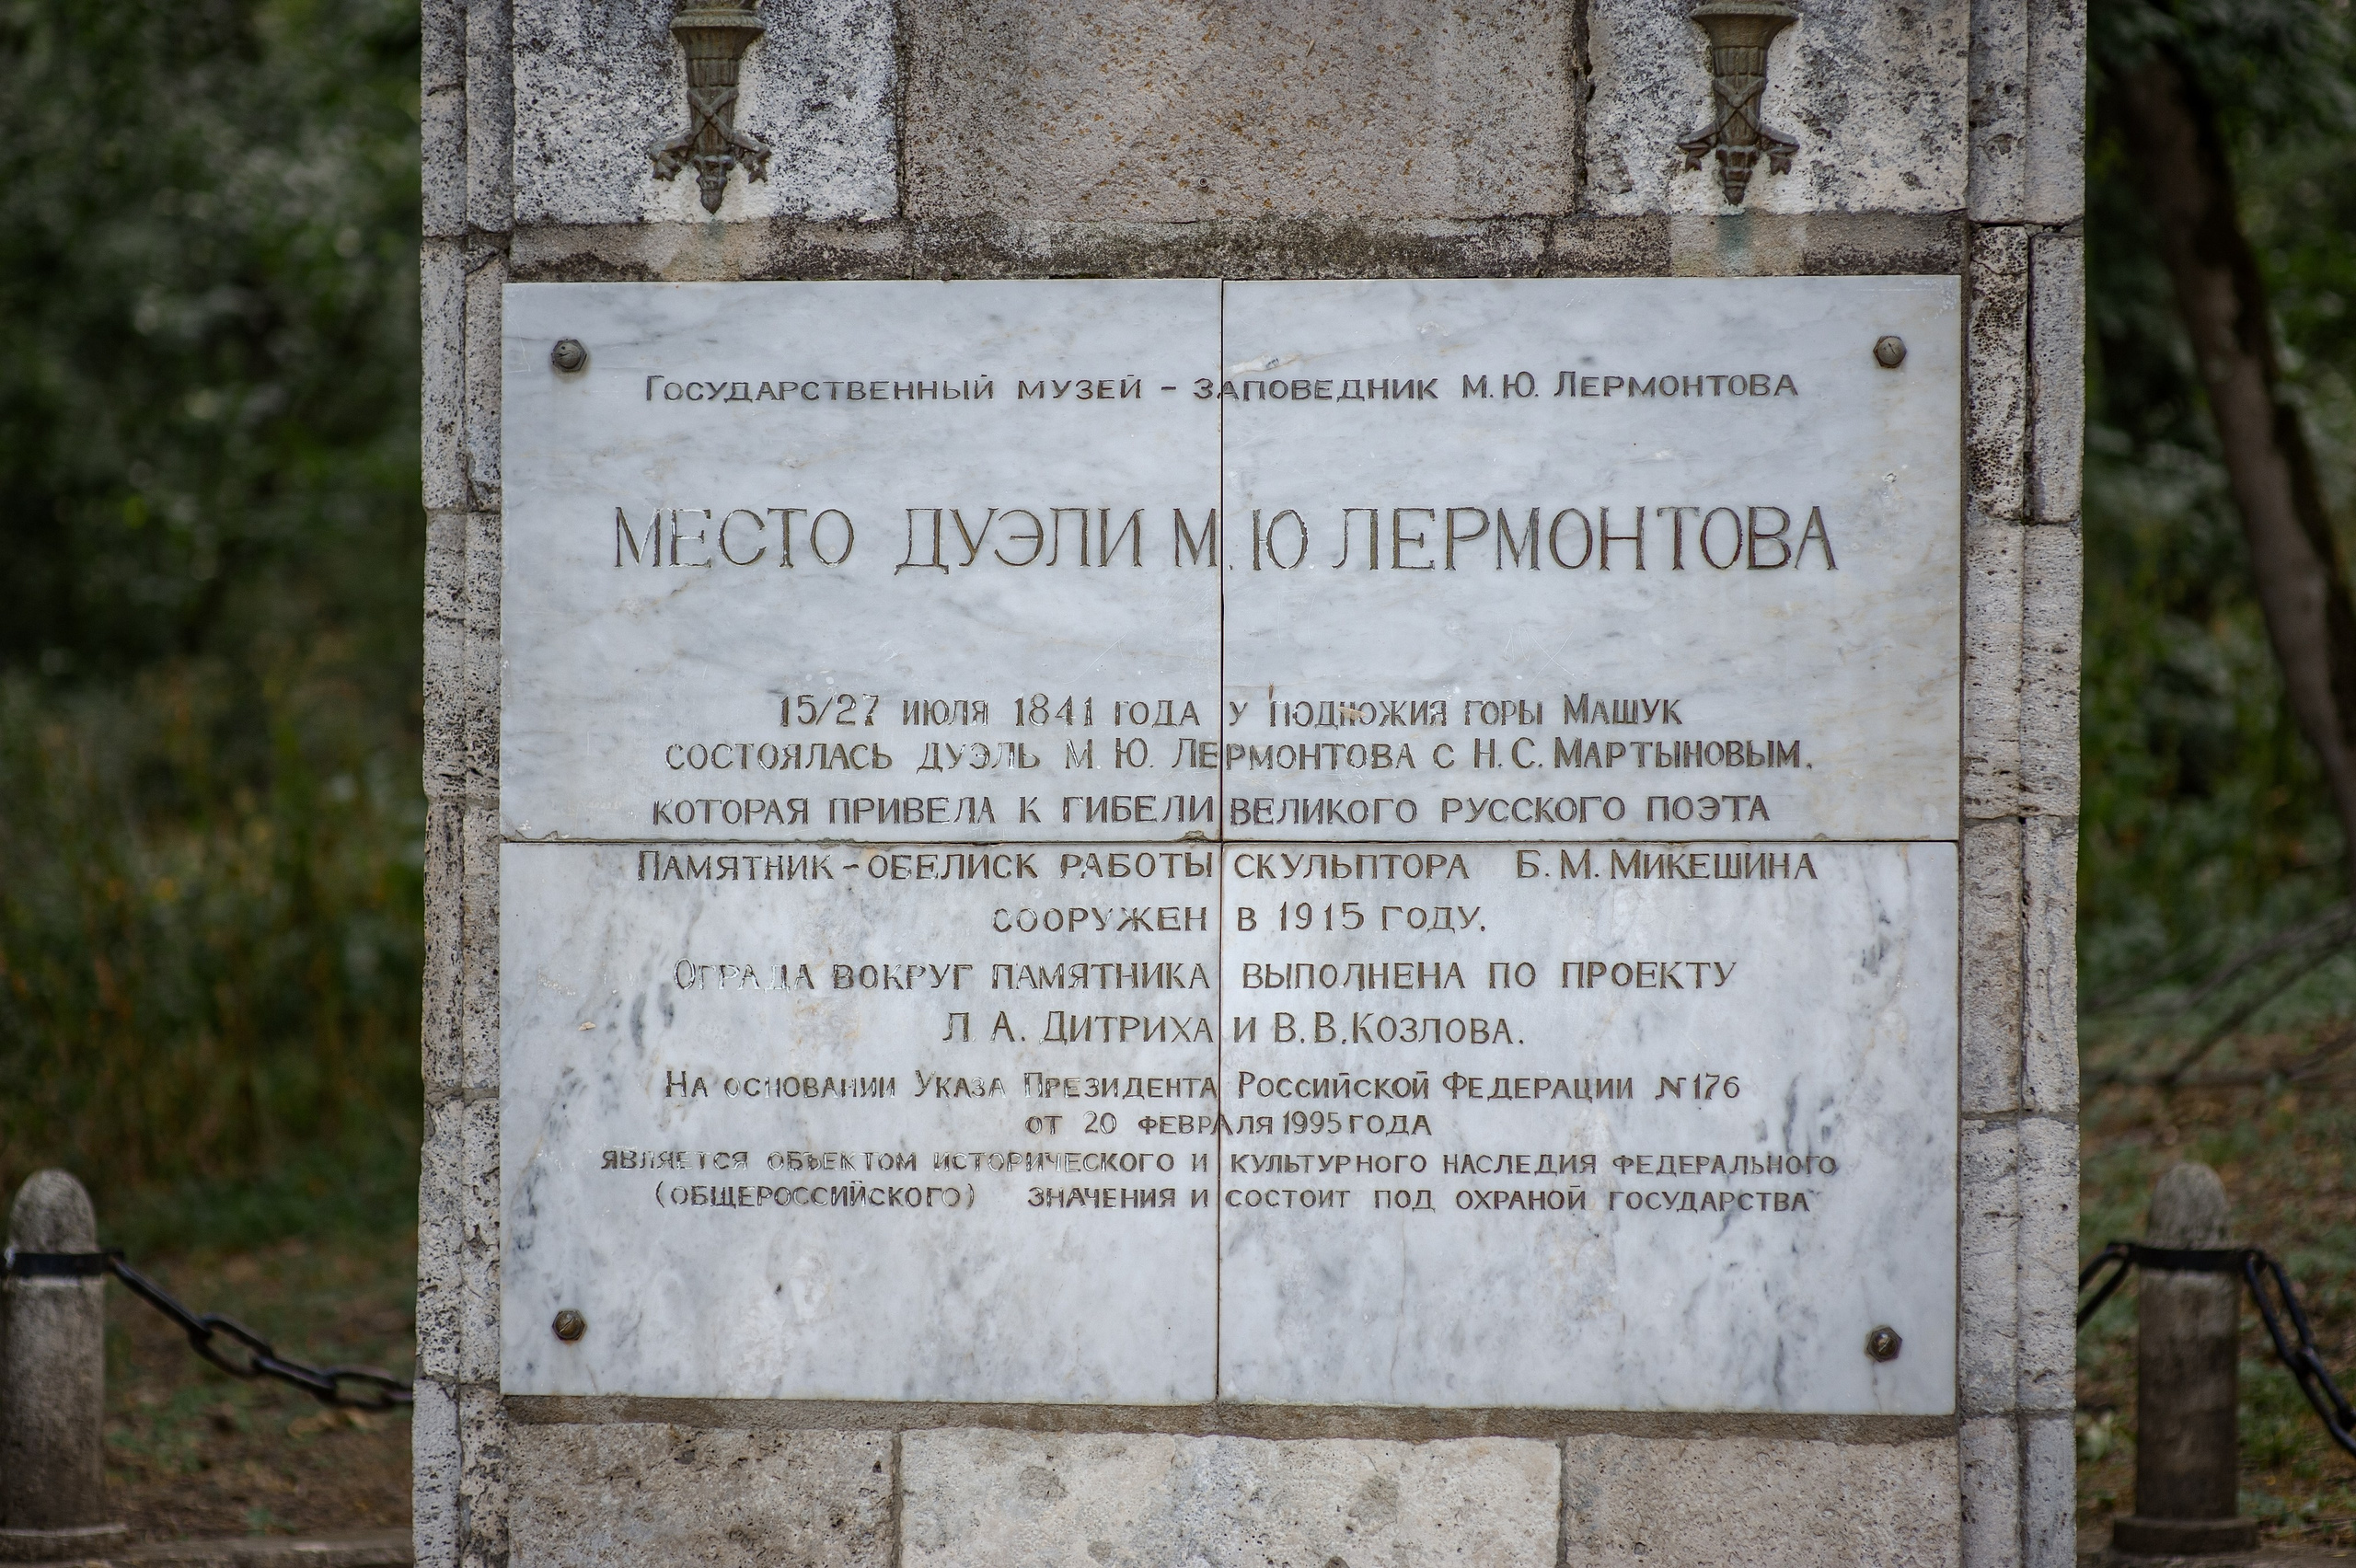 Государственный музей - заповедник М.Ю. Лермонтова
МЕСТО ДУЭЛИ М.Ю ЛЕРМОНТОВА
15/27 июля 1841 года у подножия горы Машук
состоялась дуэль М. Ю. Лермонтова с Н.С. Мартыновым.
которая привела к гибели великого русского поэта
Памятник-обелиск работы скульптора Б.М. Микешина
сооружен в 1915 году.
Ограда вокруг памятника выполнена по проекту
Л А. Дитриха и В.В. Козлова.
На основании Указа Президента Российской Федерации N176
от 20 февраля 1995 года
является объектом исторического и культурного наследия федерального
(общероссийского) значения и состоит под охраной государства